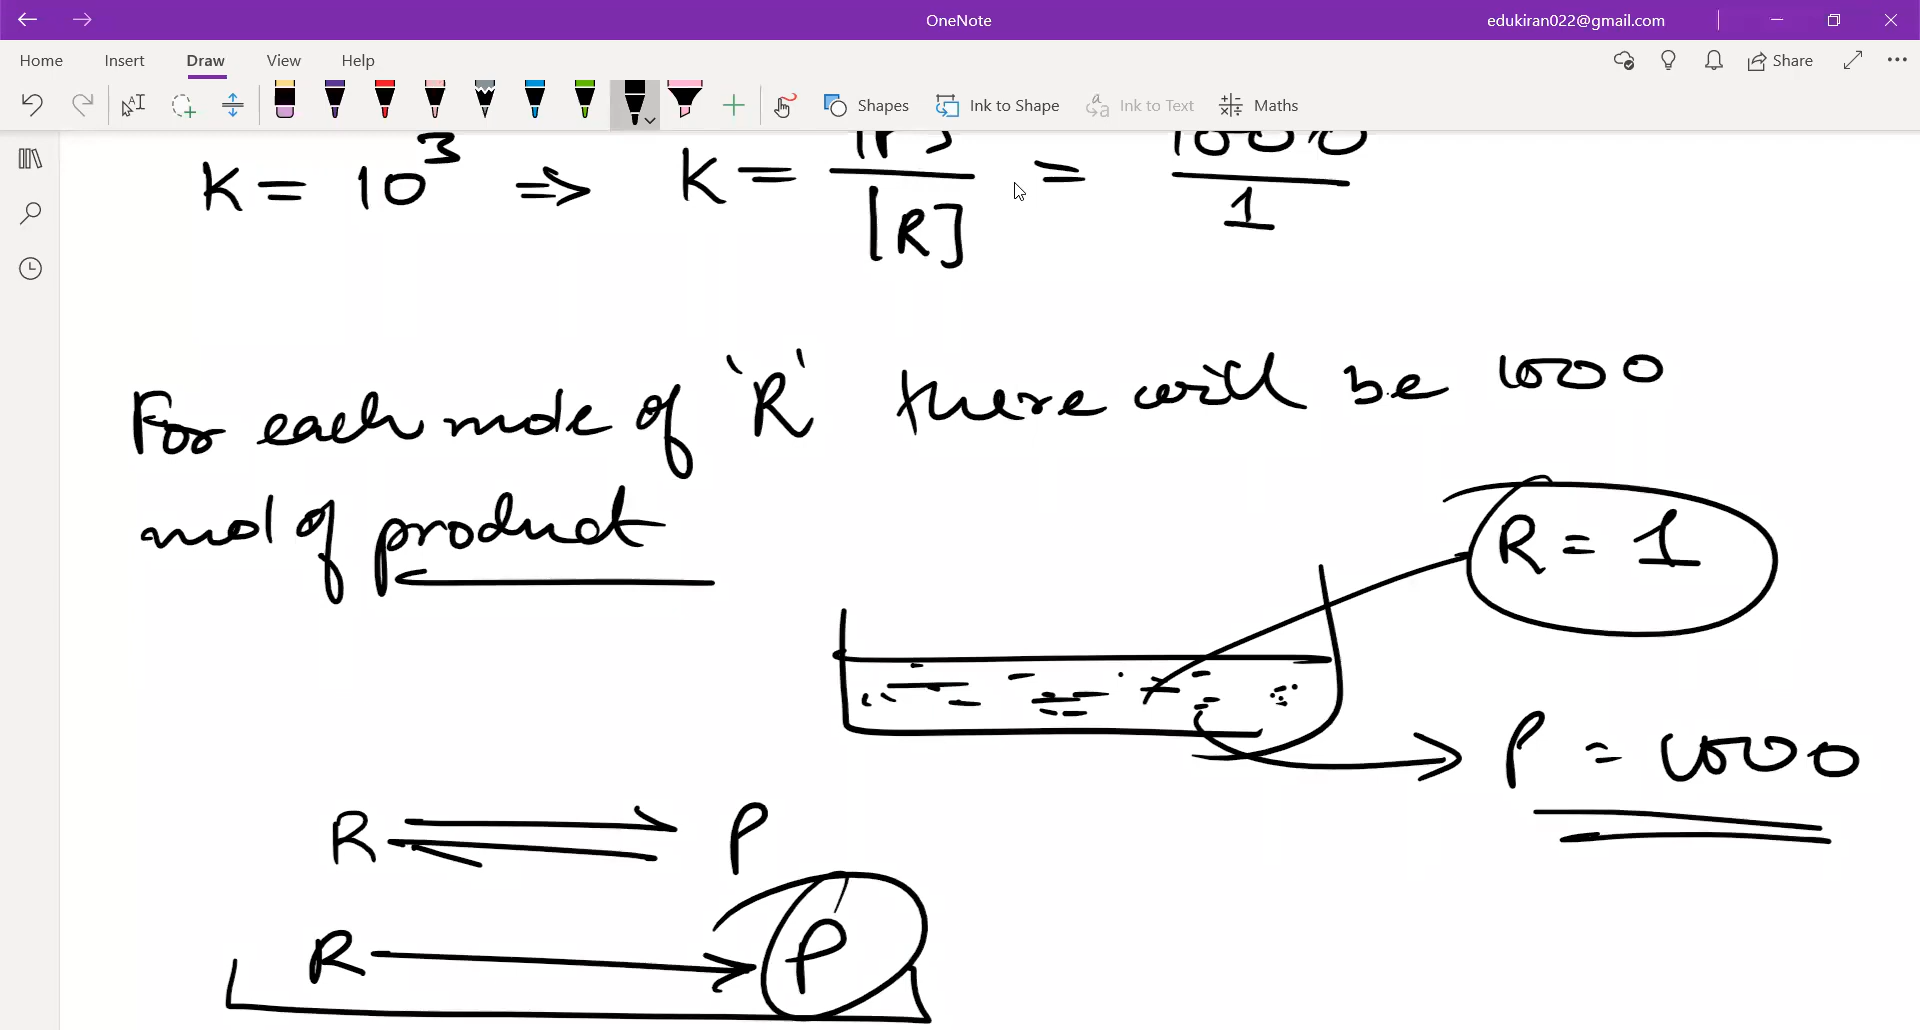 OneNote
edukiran022@gmail.com
Home Insert Draw View Help
Share
Shapes Ink to Shape Ink to Text Maths
K = 10³ ⇒ K = [P] / [R] = 1000 / 1
For each mole of 'R' there will be 1000
mol of product
R = 1
P = 1000
R ⇌ P
R → P